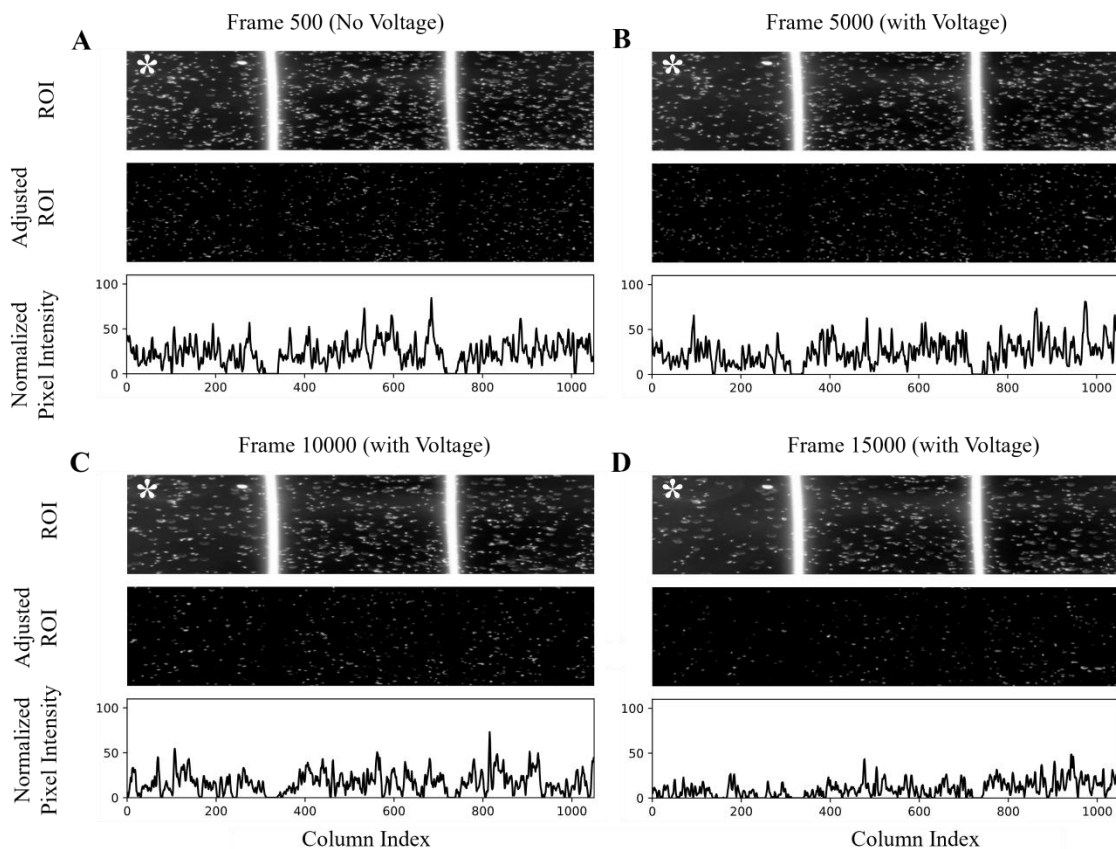 Frame 500 (No Voltage)
Frame 5000 (with Voltage)
A
B
ROI
*
*
Adjusted
ROI
Normalized
Pixel Intensity
100
50
0
0 200 400 600 800 1000
100
50
0
0 200 400 600 800 1000
Frame 10000 (with Voltage)
Frame 15000 (with Voltage)
C
D
ROI
*
*
Adjusted
ROI
Normalized
Pixel Intensity
100
50
0
0 200 400 600 800 1000
100
50
0
0 200 400 600 800 1000
Column Index
Column Index